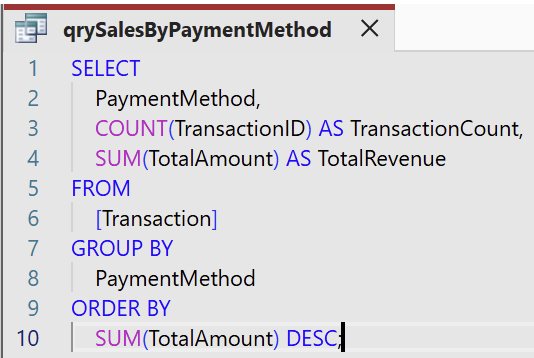 qrySalesByPaymentMethod
1 SELECT
2 PaymentMethod,
3 COUNT(TransactionID) AS TransactionCount,
4 SUM(TotalAmount) AS TotalRevenue
5 FROM
6 [Transaction]
7 GROUP BY
8 PaymentMethod
9 ORDER BY
10 SUM(TotalAmount) DESC;